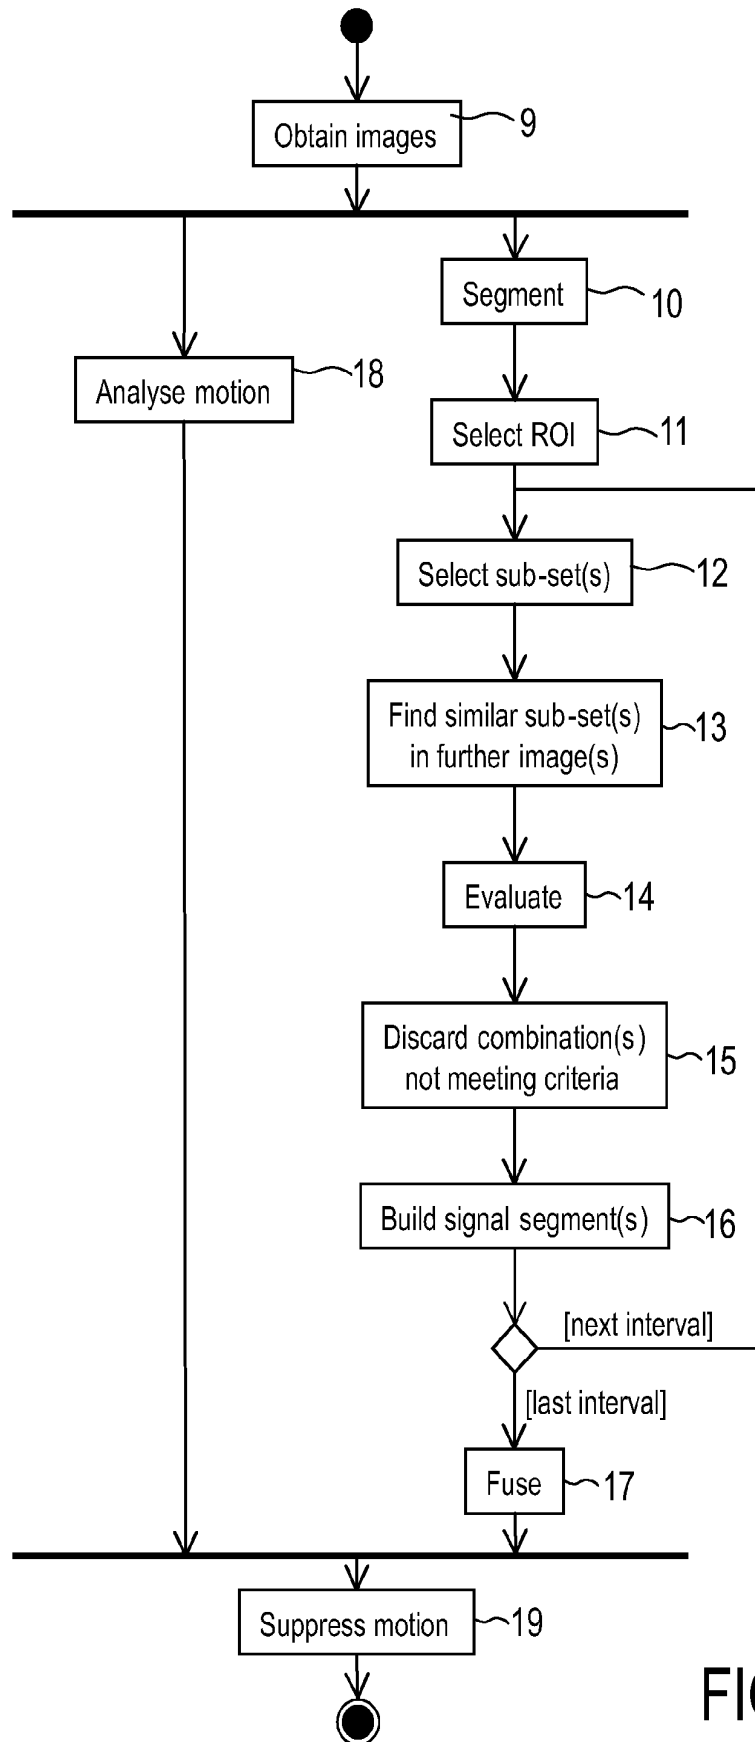 Obtain images
9
Segment
10
Analyse motion
18
Select ROI
11
Select sub-set(s)
12
Find similar sub-set(s)
in further image(s)
13
Evaluate
14
Discard combination(s)
not meeting criteria
15
Build signal segment(s)
16
[next interval]
[last interval]
Fuse
17
Suppress motion
19